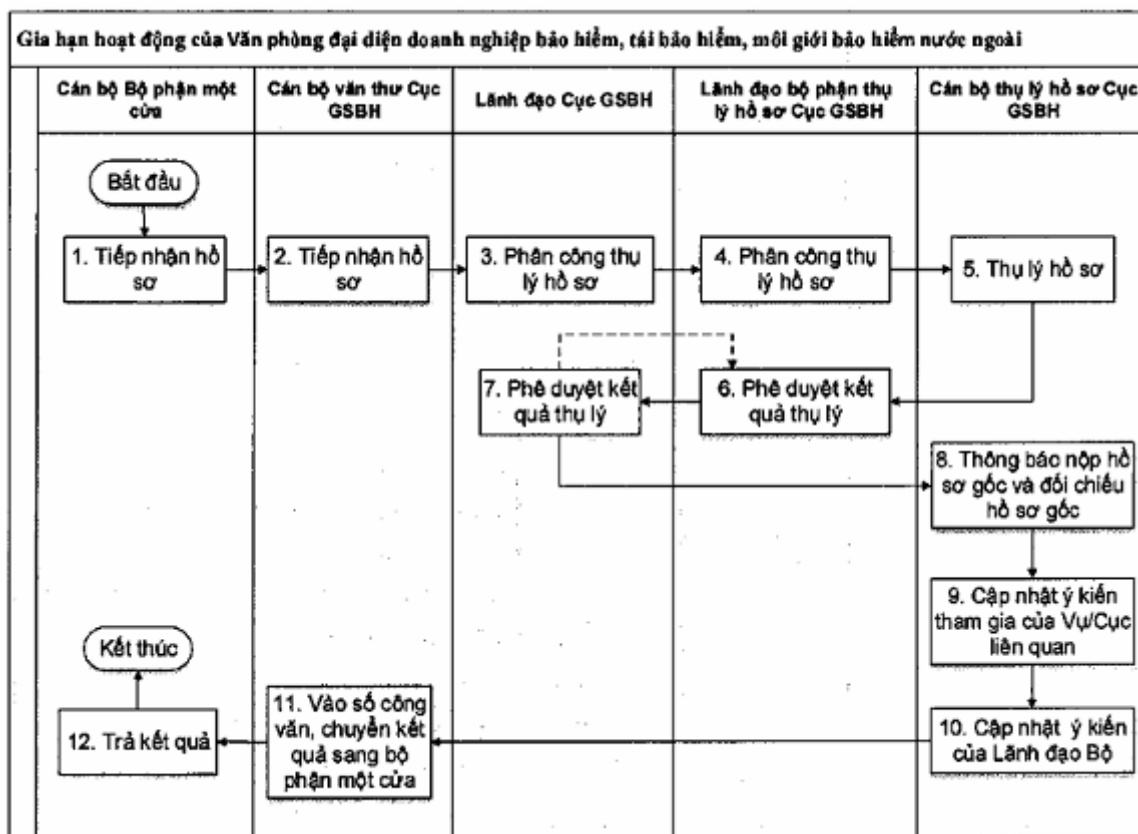 Gia hạn hoạt động của Văn phòng đại diện doanh nghiệp bảo hiểm, tái bảo hiểm, môi giới bảo hiểm nước ngoài
Cán bộ Bộ phận một
cửa
Cán bộ văn thư Cục
GSBH
Lãnh đạo Cục GSBH
Lãnh đạo bộ phận thụ
lý hồ sơ Cục GSBH
Cán bộ thụ lý hồ sơ Cục
GSBH
Bắt đầu
1. Tiếp nhận hồ
sơ
2. Tiếp nhận hồ
sơ
3. Phân công thụ
lý hồ sơ
4. Phân công thụ
lý hồ sơ
5. Thụ lý hồ sơ
7. Phê duyệt kết
quả thụ lý
6. Phê duyệt kết
quả thụ lý
8. Thông báo nộp hồ
sơ gốc và đối chiếu
hồ sơ gốc
9. Cập nhật ý kiến
tham gia của Vụ/Cục
liên quan
Kết thúc
12. Trả kết quả
11. Vào số công
văn, chuyển kết
quả sang bộ
phận một cửa
10. Cập nhật ý kiến
của Lãnh đạo Bộ